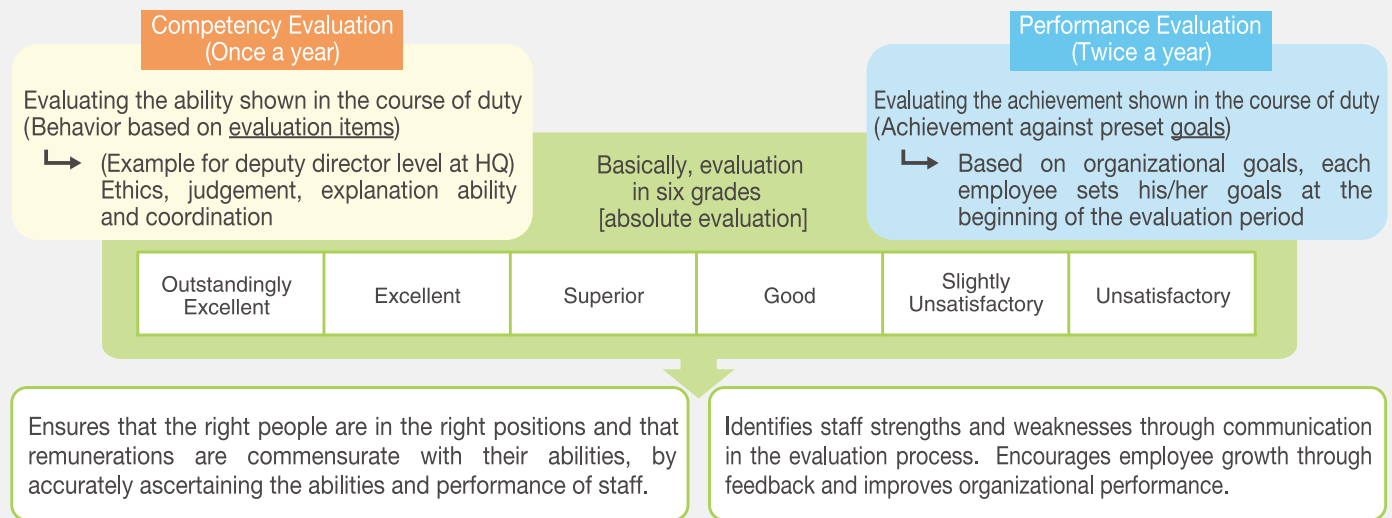 Competency Evaluation
(Once a year)
Evaluating the ability shown in the course of duty
(Behavior based on evaluation items)
(Example for deputy director level at HQ)
Ethics, judgement, explanation ability
and coordination
Performance Evaluation
(Twice a year)
Evaluating the achievement shown in the course of duty
(Achievement against preset goals)
Based on organizational goals, each
employee sets his/her goals at the
beginning of the evaluation period
Basically, evaluation
in six grades
[absolute evaluation]
Outstandingly
Excellent
Excellent
Superior
Good
Slightly
Unsatisfactory
Unsatisfactory
Ensures that the right people are in the right positions and that
remunerations are commensurate with their abilities, by
accurately ascertaining the abilities and performance of staff.
Identifies staff strengths and weaknesses through communication
in the evaluation process. Encourages employee growth through
feedback and improves organizational performance.